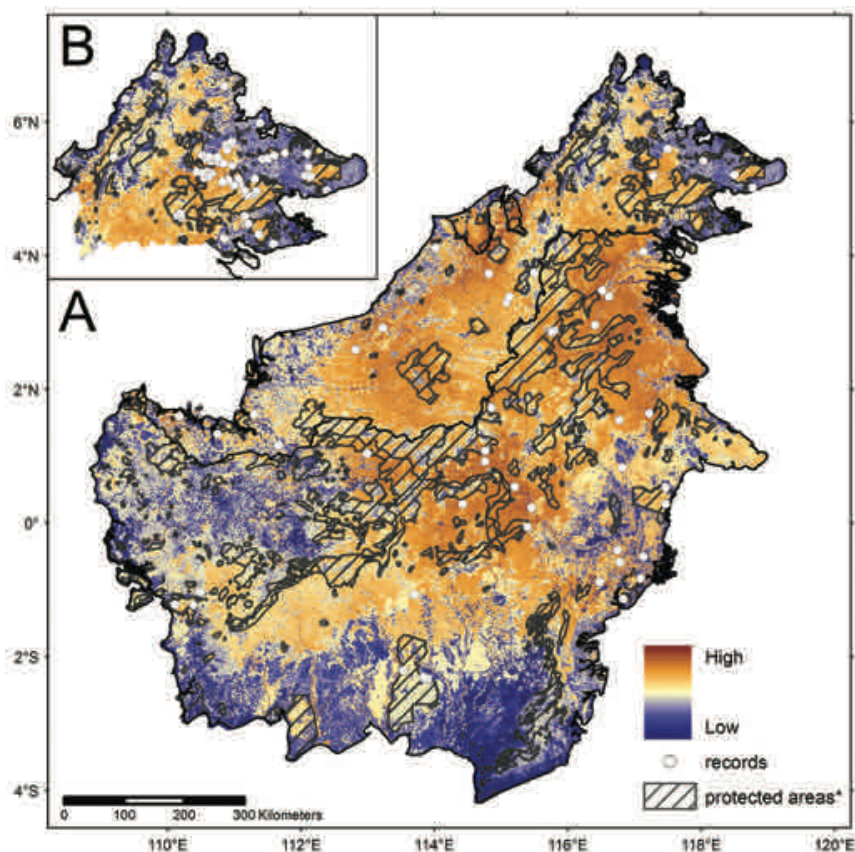 B
6°N
4°N
A
2°N
0°
2°S
4°S
High
Low
records
protected areas*
0 100 200 300 Kilometers
110°E 112°E 114°E 116°E 118°E 120°E